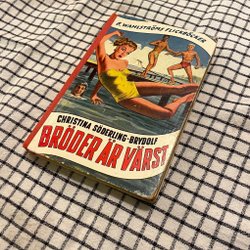 B. WAHLSTRÖMS FLICKBÖCKER
CHRISTINA SÖDERLING-BRYDOLF
BRÖDER ÄR VÄRST